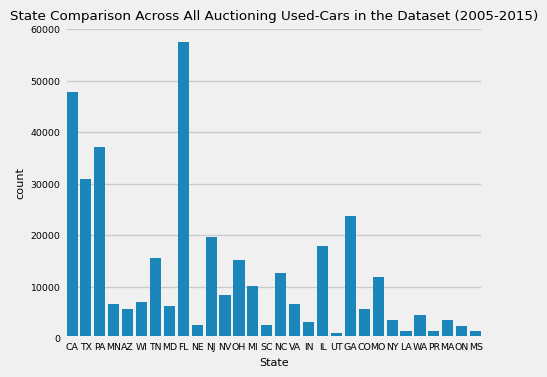 State Comparison Across All Auctioning Used-Cars in the Dataset (2005-2015)
60000
50000
40000
30000
20000
10000
0
count
CA TX PA MN AZ WI TN MD FL NE NJ NV OH MI SC NC VA IN IL UT GA CO MO NY LA WA PR MA ON MS
State